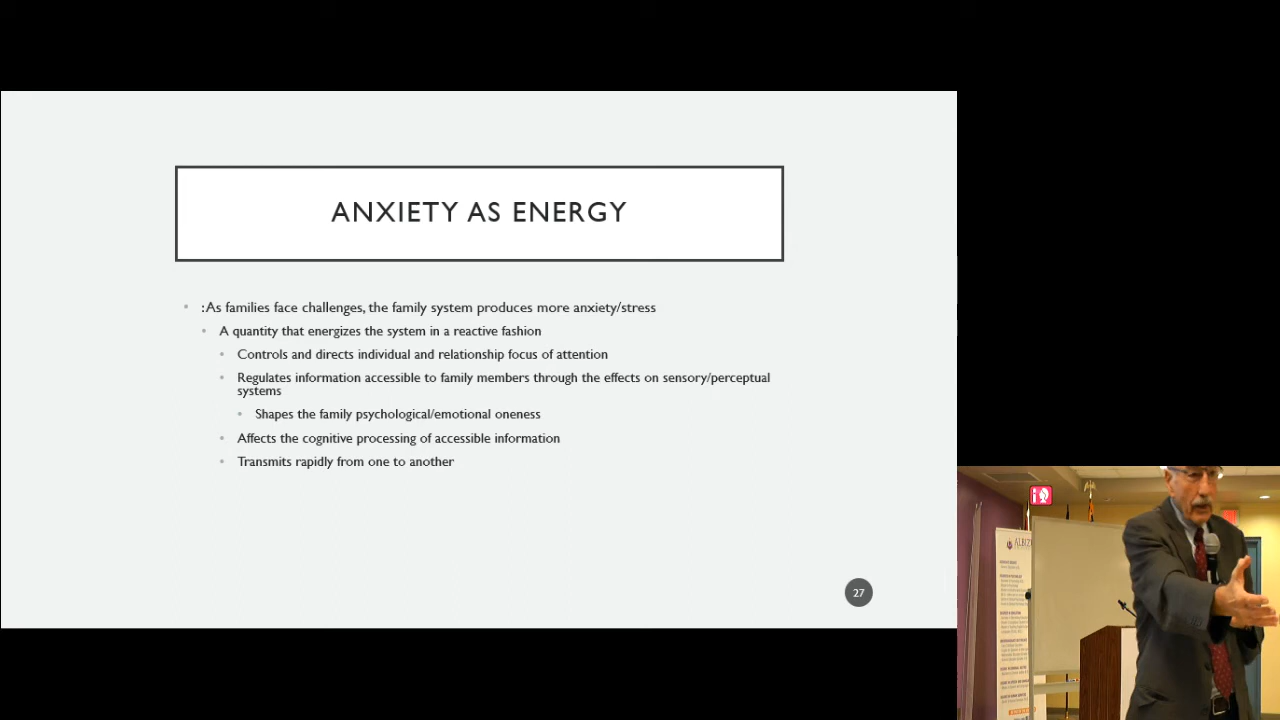 ANXIETY AS ENERGY
:As families face challenges, the family system produces more anxiety/stress
A quantity that energizes the system in a reactive fashion
Controls and directs individual and relationship focus of attention
Regulates information accessible to family members through the effects on sensory/perceptual
systems
Shapes the family psychological/emotional oneness
Affects the cognitive processing of accessible information
Transmits rapidly from one to another
27
ALBIZ